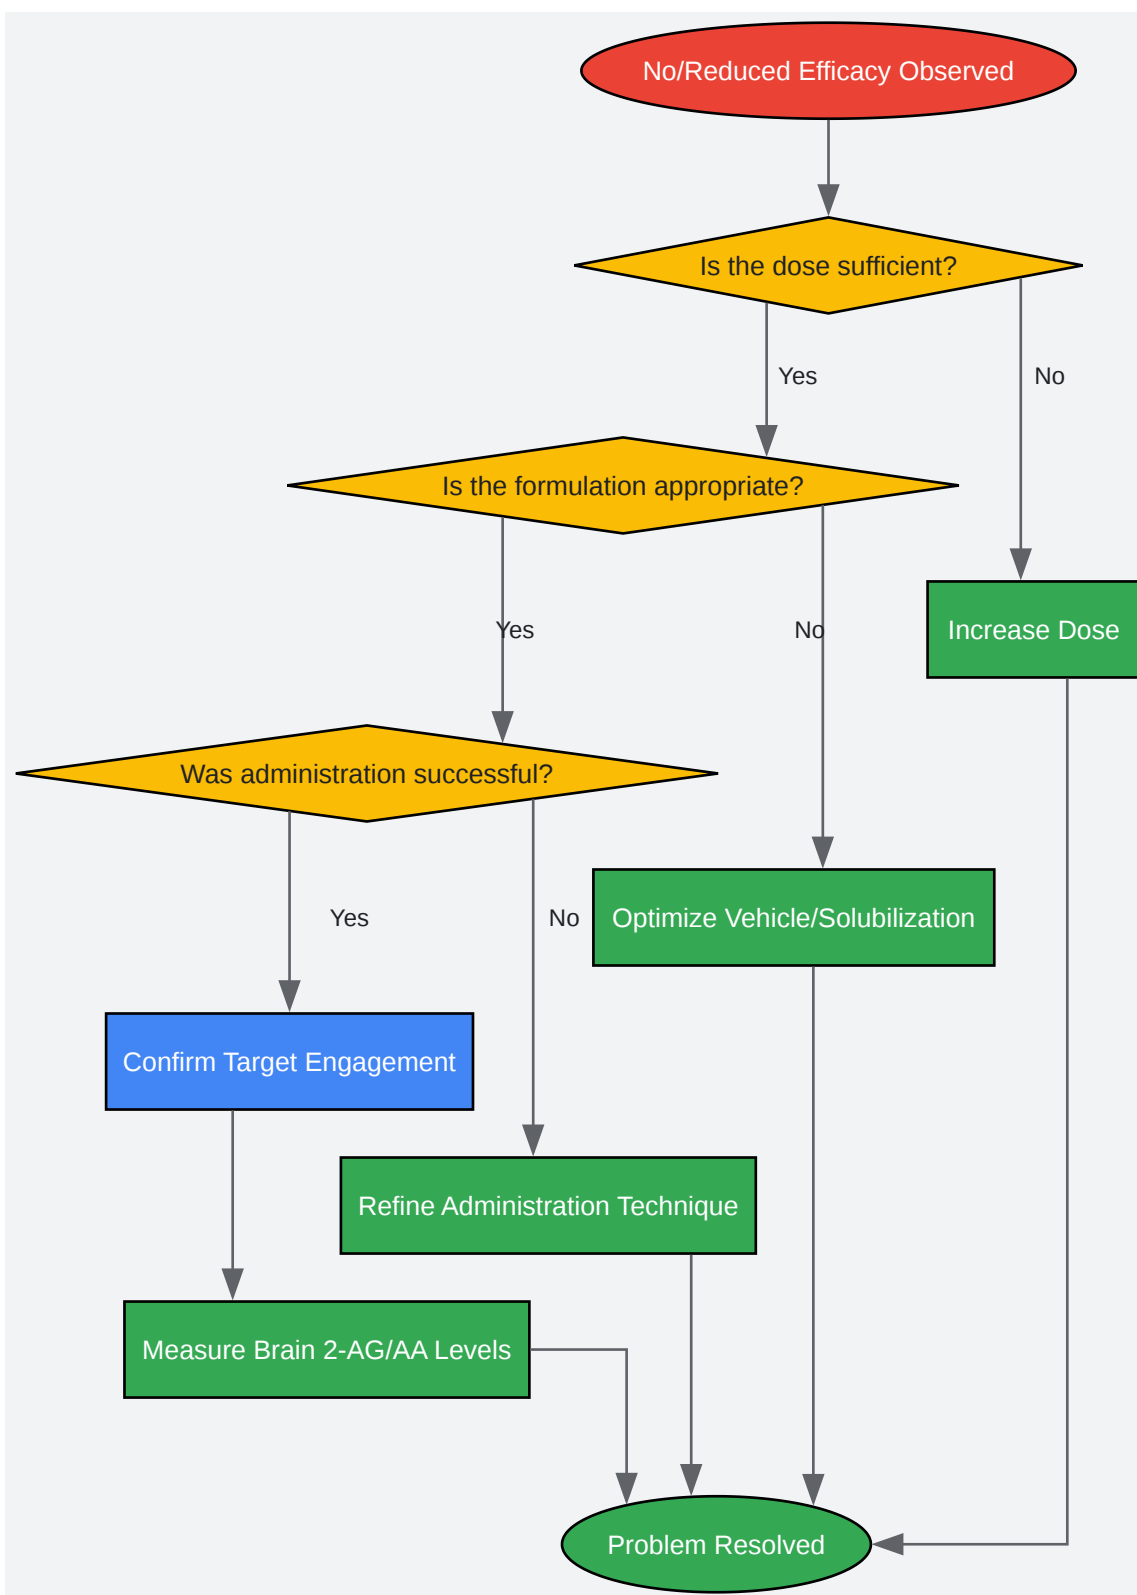 No/Reduced Efficacy Observed
Is the dose sufficient?
Yes
No
Is the formulation appropriate?
Yes
No
Increase Dose
Was administration successful?
Yes
No
Optimize Vehicle/Solubilization
Confirm Target Engagement
Refine Administration Technique
Measure Brain 2-AG/AA Levels
Problem Resolved